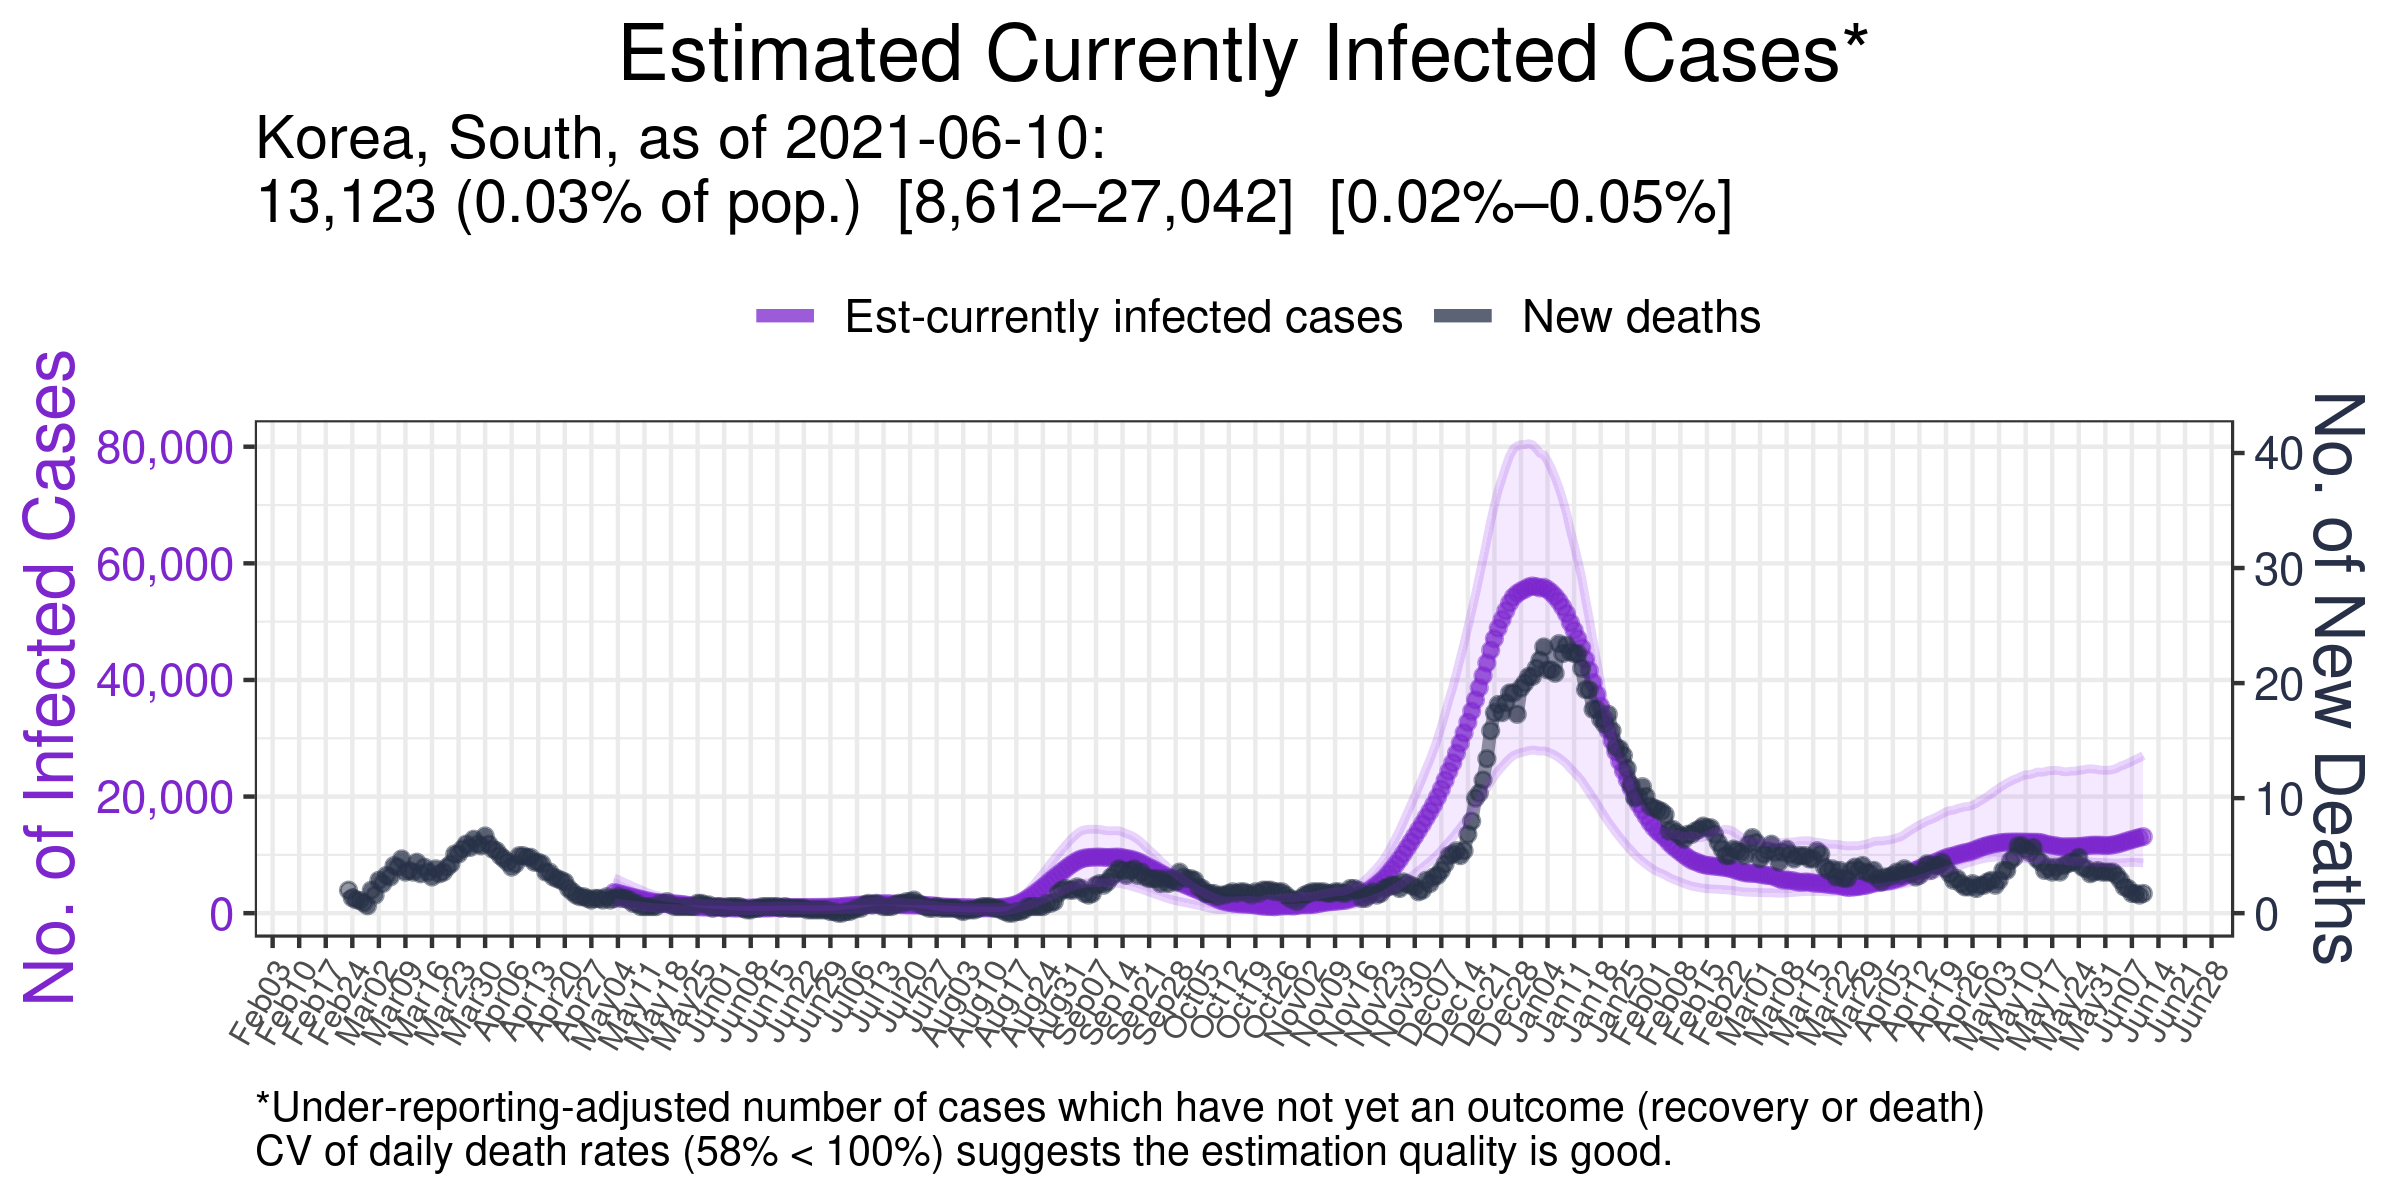 Estimated Currently Infected Cases*
Korea, South, as of 2021-06-10:
13,123 (0.03% of pop.)  [8,612–27,042]  [0.02%–0.05%]
Est-currently infected cases
New deaths
No. of Infected Cases
80,000
60,000
40,000
20,000
0
40
30
20
10
0
No. of New Deaths
Feb03
Feb10
Feb17
Feb24
Mar02
Mar09
Mar16
Mar23
Mar30
Apr06
Apr13
Apr20
Apr27
May04
May11
May18
May25
Jun01
Jun08
Jun15
Jun22
Jun29
Jul06
Jul13
Jul20
Jul27
Aug03
Aug10
Aug17
Aug24
Aug31
Sep07
Sep14
Sep21
Sep28
Oct05
Oct12
Oct19
Oct26
Nov02
Nov09
Nov16
Nov23
Nov30
Dec07
Dec14
Dec21
Dec28
Jan04
Jan11
Jan18
Jan25
Feb01
Feb08
Feb15
Feb22
Mar01
Mar08
Mar15
Mar22
Mar29
Apr05
Apr12
Apr19
Apr26
May03
May10
May17
May24
May31
Jun07
Jun14
Jun21
Jun28
*Under-reporting-adjusted number of cases which have not yet an outcome (recovery or death)
CV of daily death rates (58% < 100%) suggests the estimation quality is good.